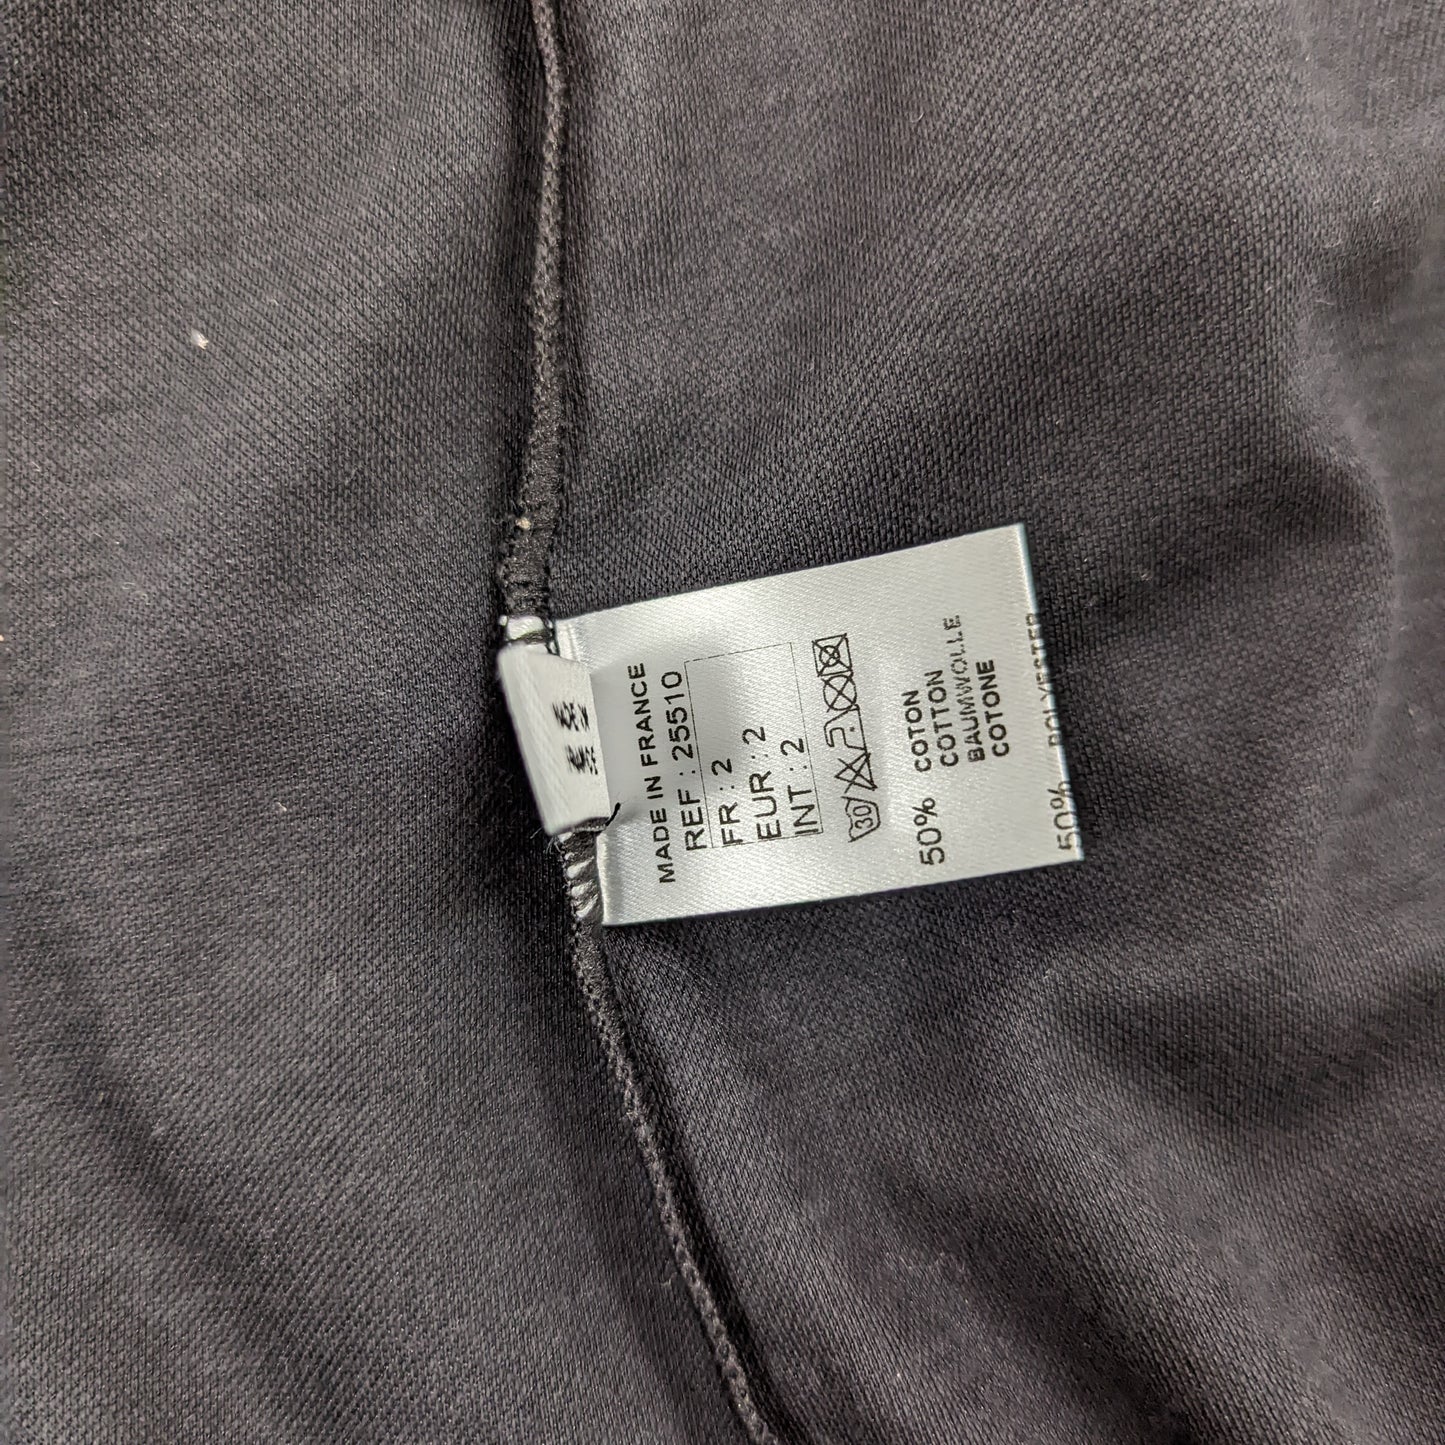 MADE IN FRANCE
REF : 25510
FR : 2
EUR : 2
INT : 2
30
50% COTON
COTTON
BAUMWOLLE
COTONE
50% POLYESTER